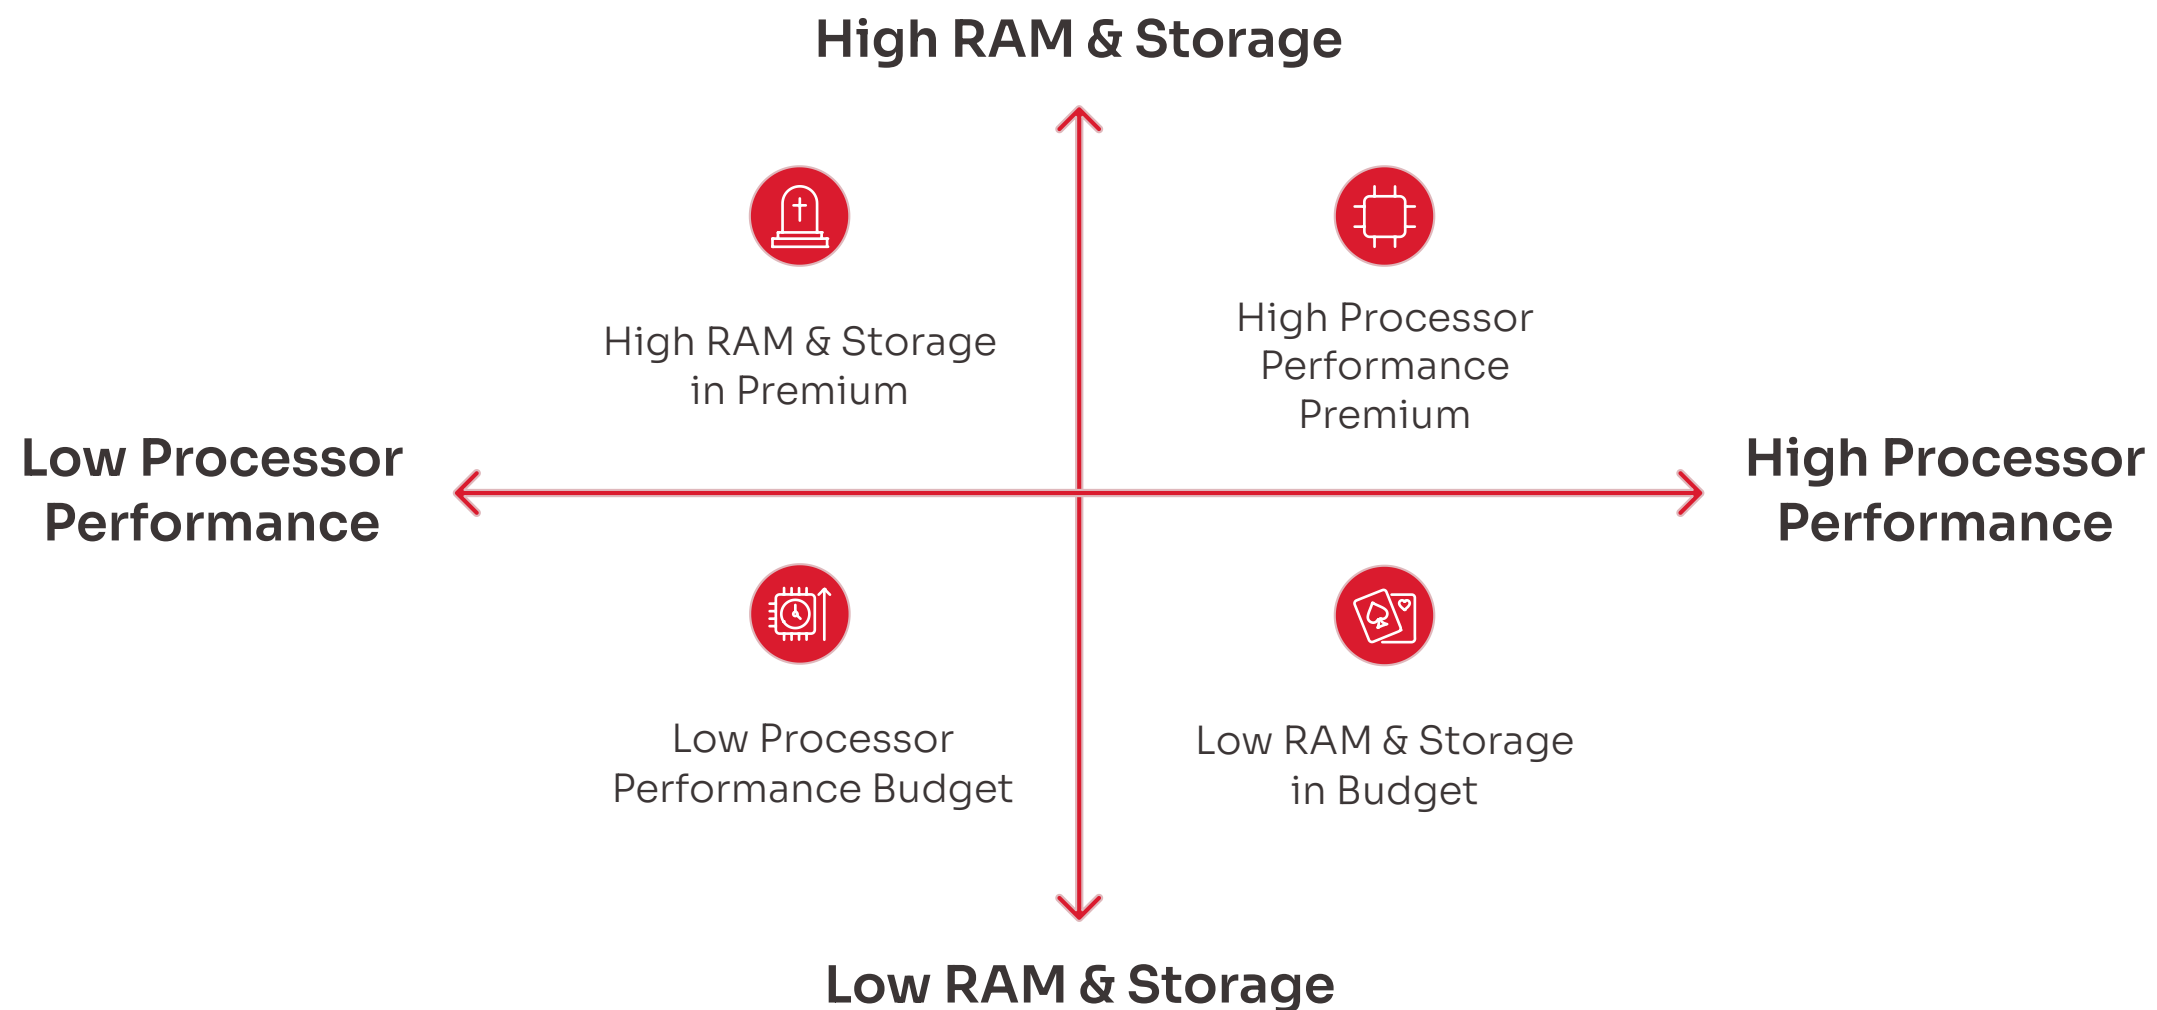 High RAM & Storage
High RAM & Storage
in Premium
High Processor
Performance
Premium
Low Processor
Performance
High Processor
Performance
Low Processor
Performance Budget
Low RAM & Storage
in Budget
Low RAM & Storage